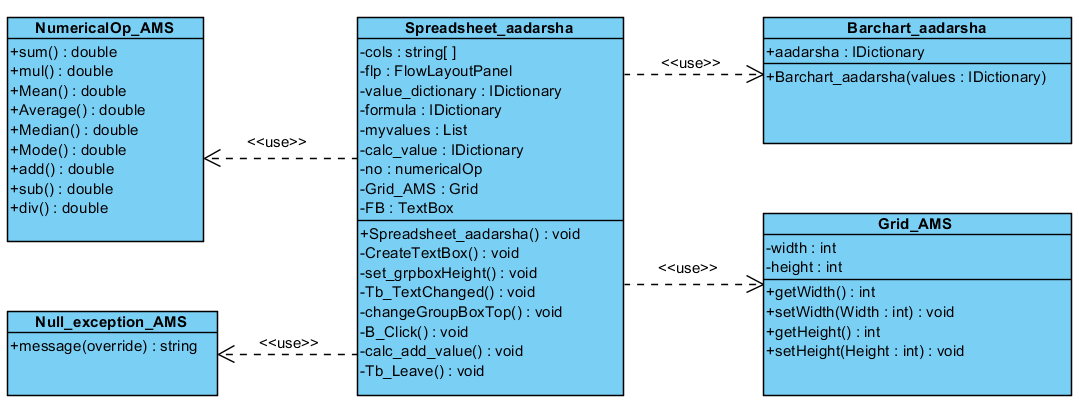 NumericalOp_AMS
+sum() : double
+mul() : double
+Mean() : double
+Average() : double
+Median() : double
+Mode() : double
+add() : double
+sub() : double
+div() : double
<<use>>
Null_exception_AMS
+message(override) : string
<<use>>
Spreadsheet_aadarsha
-cols : string[ ]
-flp : FlowLayoutPanel
-value_dictionary : IDictionary
-formula : IDictionary
-myvalues : List
-calc_value : IDictionary
-no : numericalOp
-Grid_AMS : Grid
-FB : TextBox
+Spreadsheet_aadarsha() : void
-CreateTextBox() : void
-set_grpboxHeight() : void
-Tb_TextChanged() : void
-changeGroupBoxTop() : void
-B_Click() : void
-calc_add_value() : void
-Tb_Leave() : void
<<use>>
Barchart_aadarsha
+aadarsha : IDictionary
+Barchart_aadarsha(values : IDictionary)
<<use>>
Grid_AMS
-width : int
-height : int
+getWidth() : int
+setWidth(Width : int) : void
+getHeight() : int
+setHeight(Height : int) : void